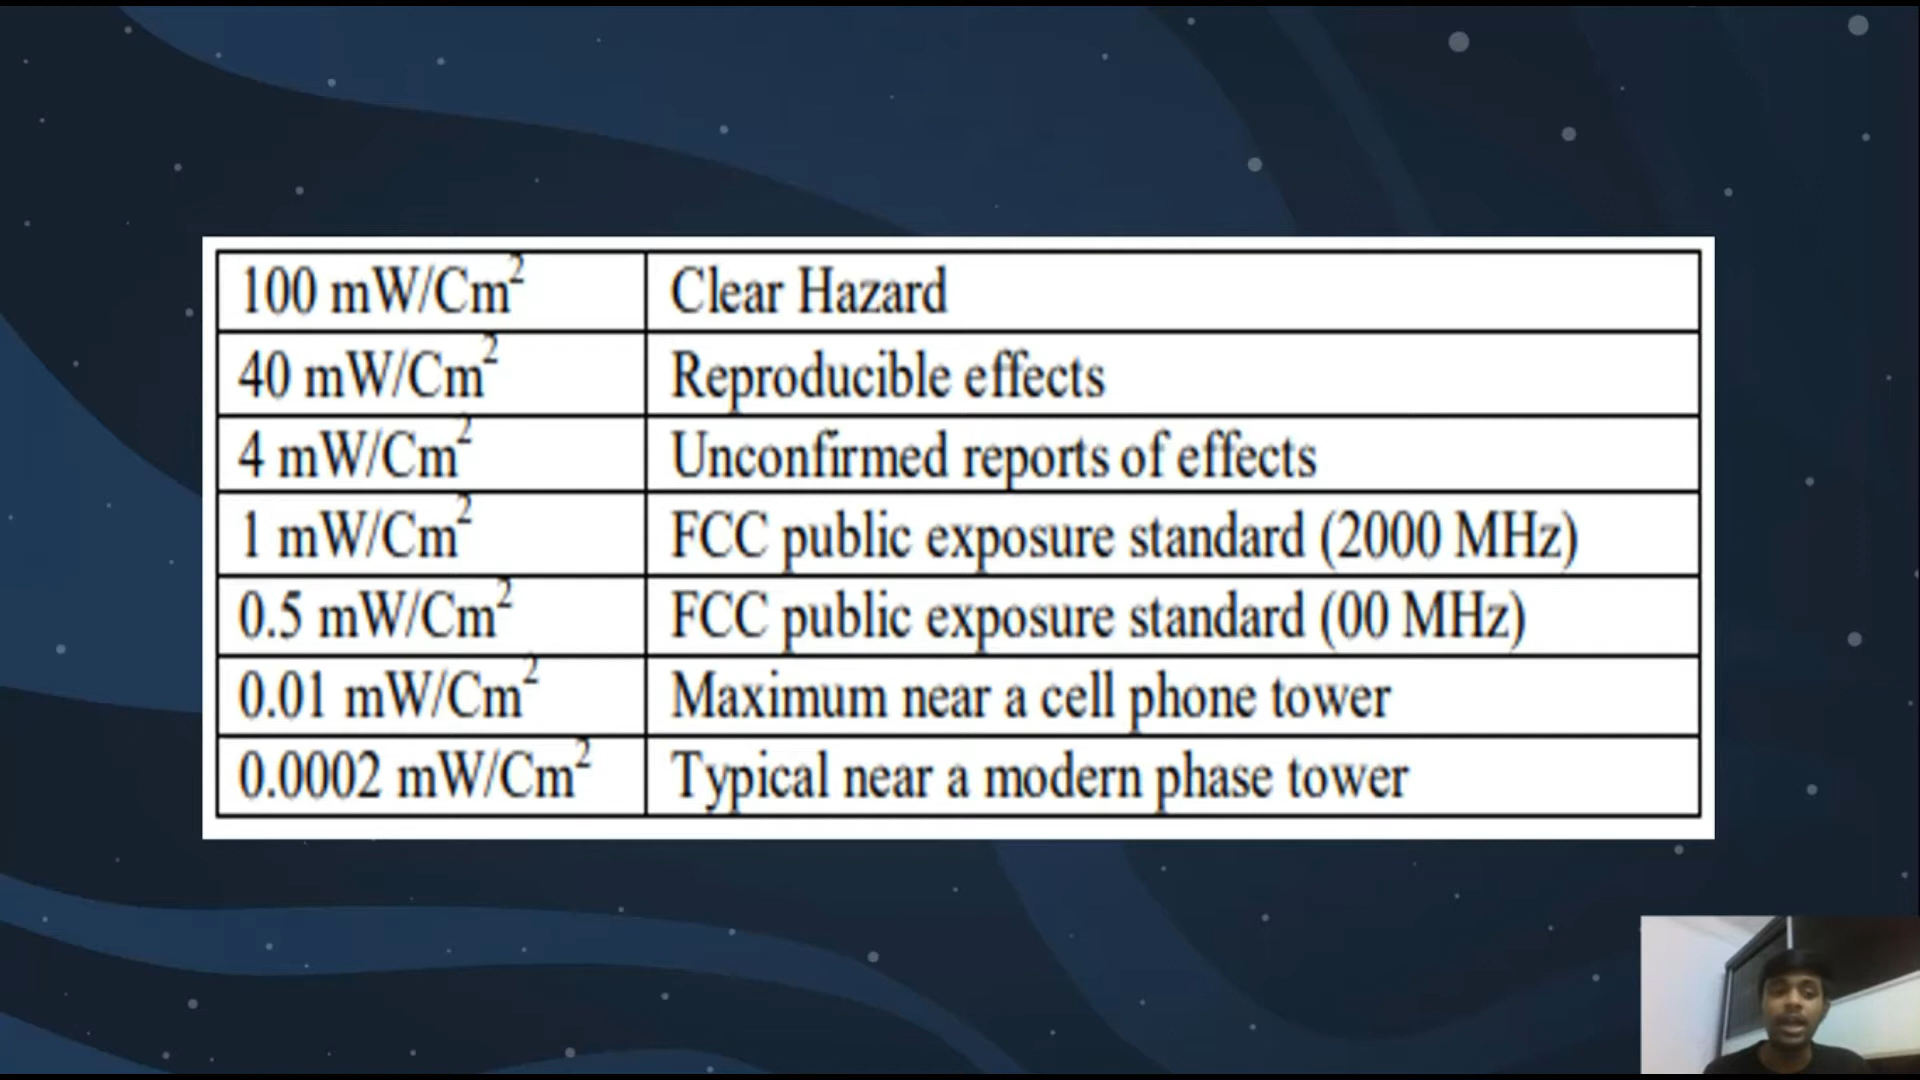 100 mW/Cm²
Clear Hazard
40 mW/Cm²
Reproducible effects
4 mW/Cm²
Unconfirmed reports of effects
1 mW/Cm²
FCC public exposure standard (2000 MHz)
0.5 mW/Cm²
FCC public exposure standard (00 MHz)
0.01 mW/Cm²
Maximum near a cell phone tower
0.0002 mW/Cm²
Typical near a modern phase tower